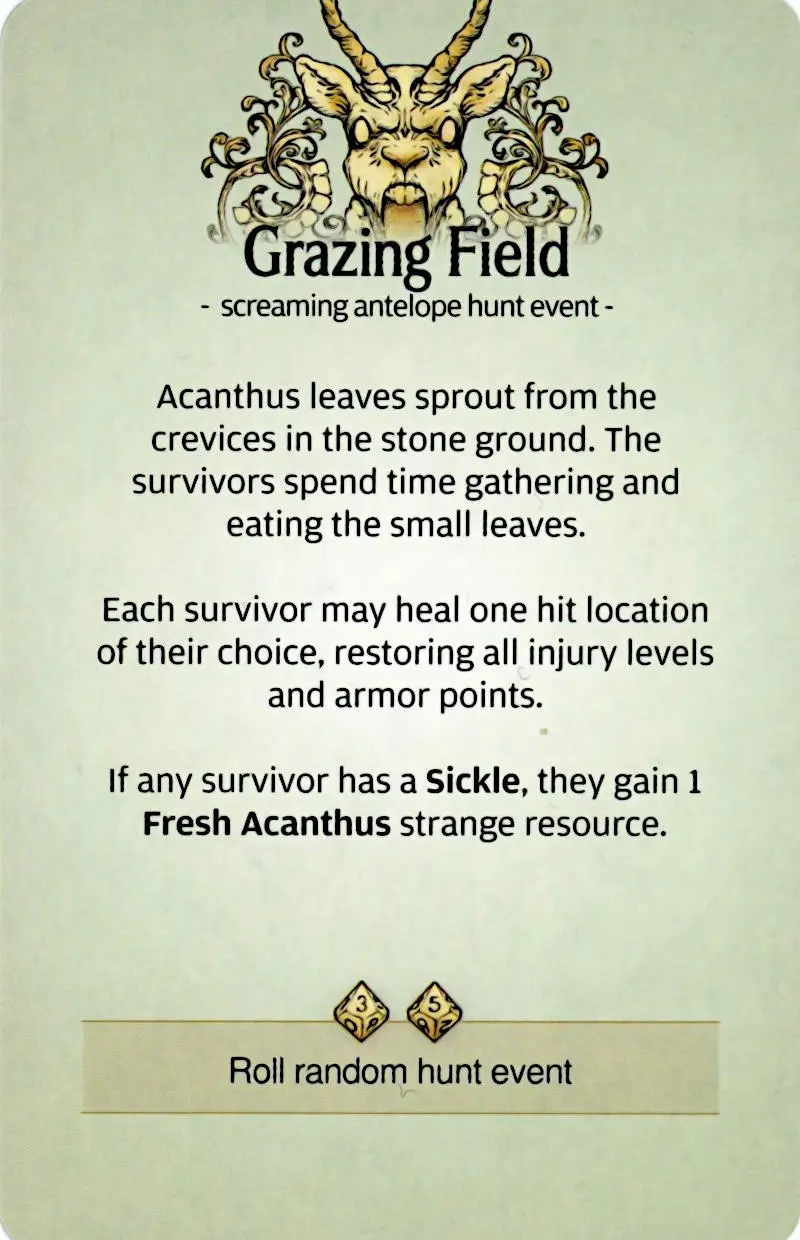 Grazing Field
- screaming antelope hunt event -
Acanthus leaves sprout from the
crevices in the stone ground. The
survivors spend time gathering and
eating the small leaves.
Each survivor may heal one hit location
of their choice, restoring all injury levels
and armor points.
If any survivor has a Sickle, they gain 1
Fresh Acanthus strange resource.
3 5
Roll random hunt event